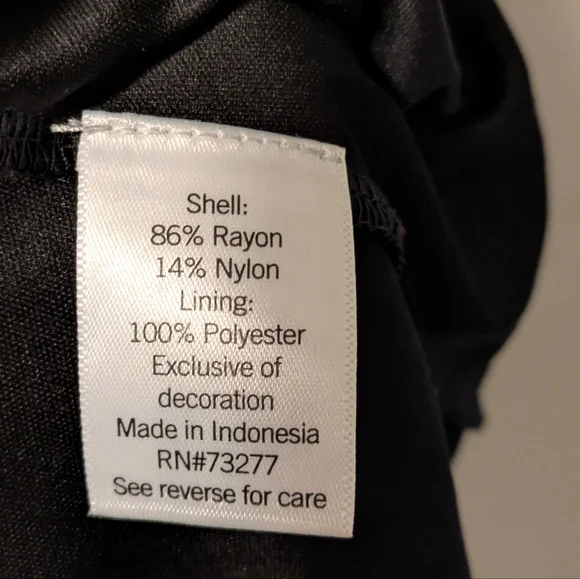 Shell:
86% Rayon
14% Nylon
Lining:
100% Polyester
Exclusive of
decoration
Made in Indonesia
RN#73277
See reverse for care